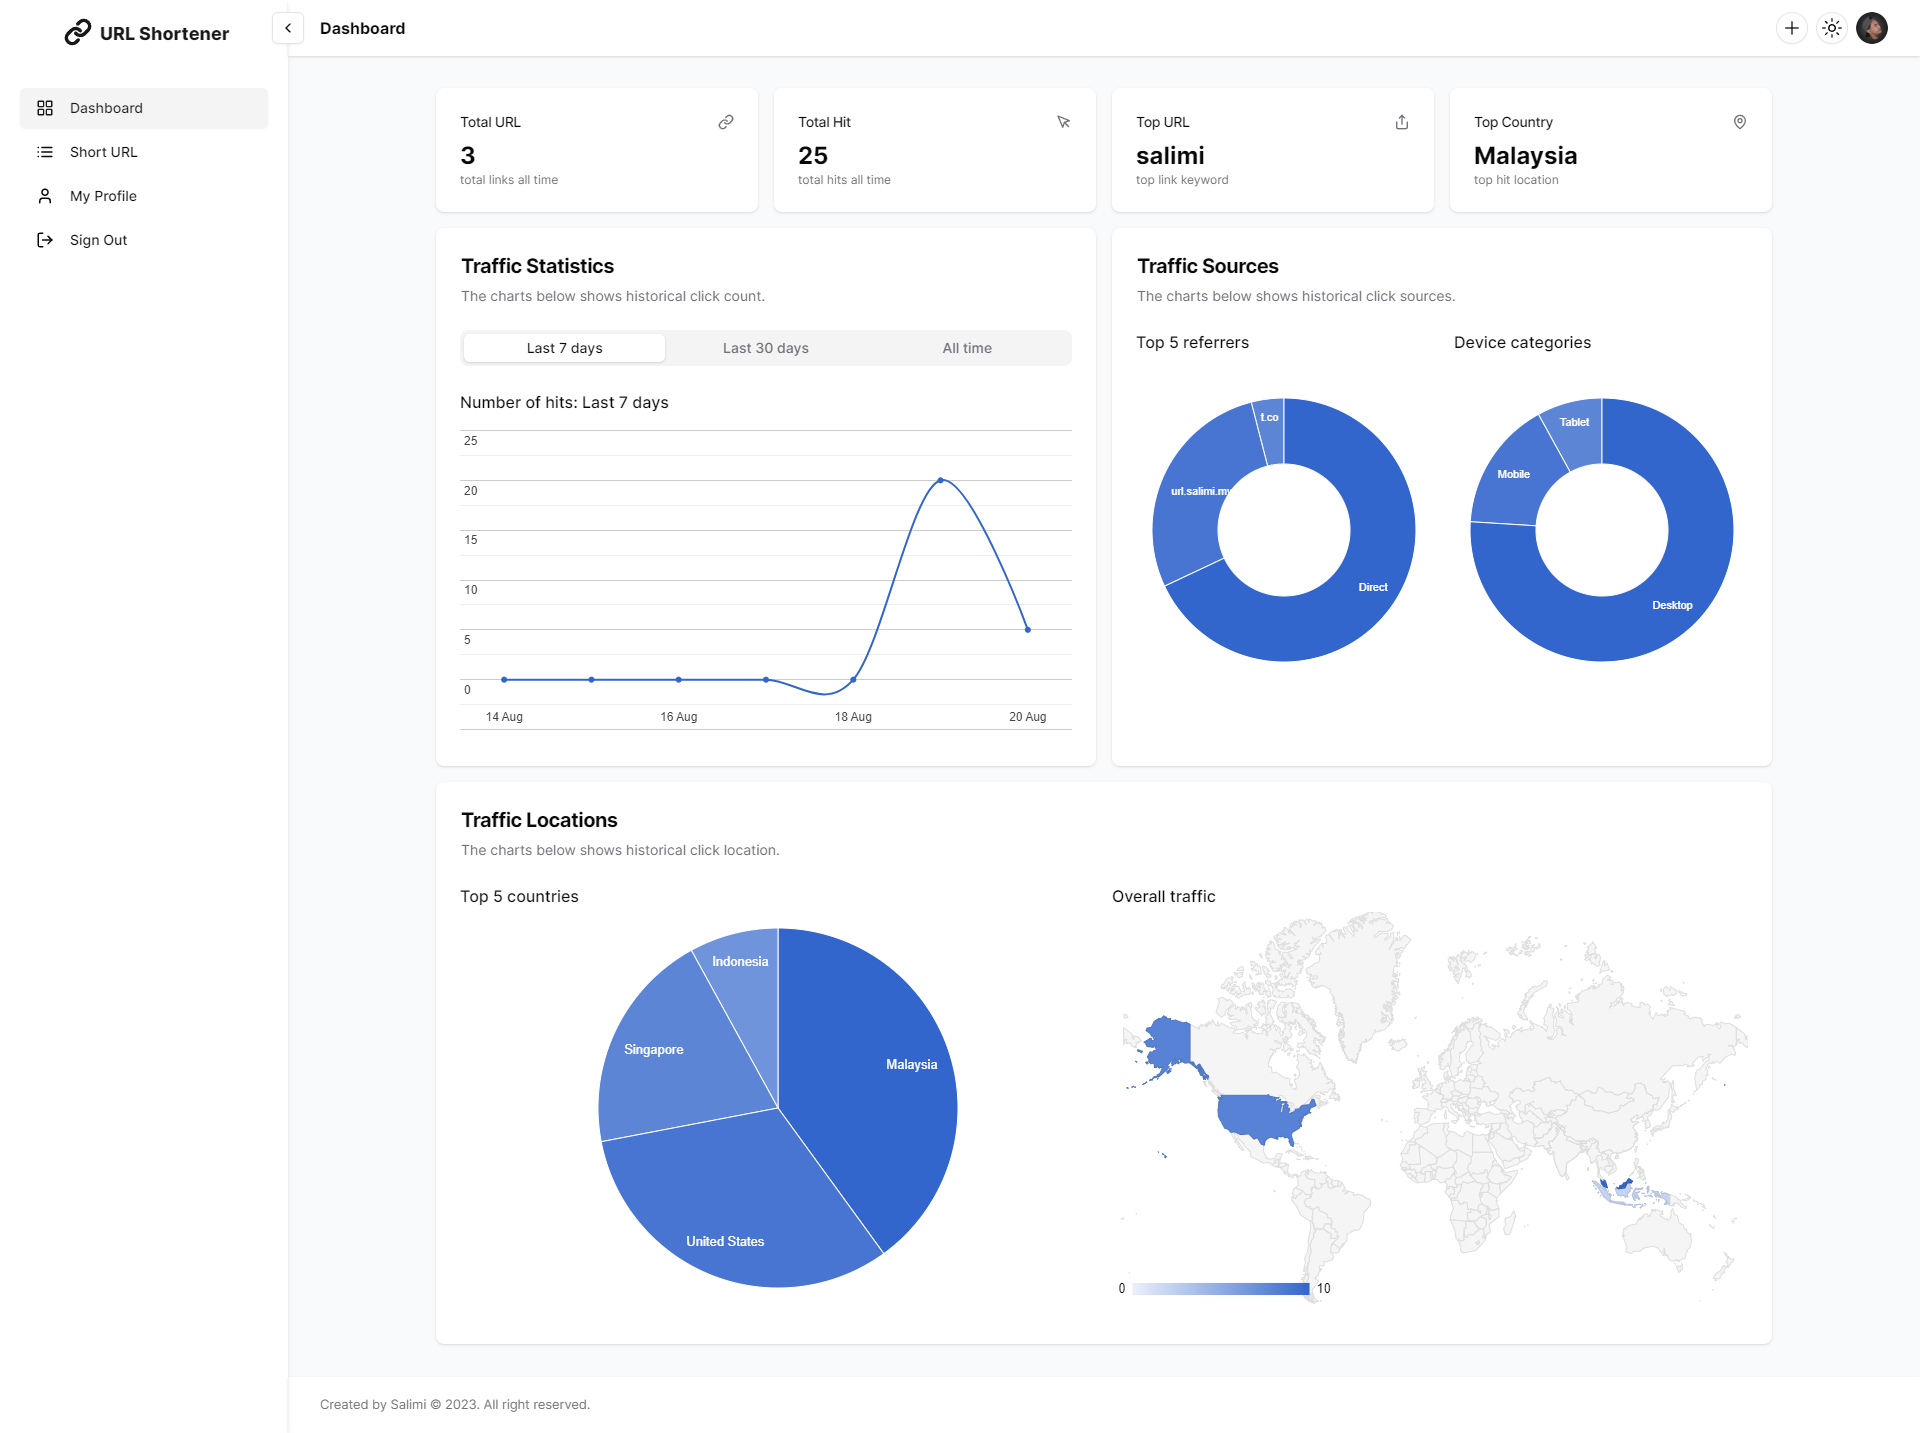 URL Shortener
Dashboard
Dashboard
Short URL
My Profile
Sign Out
Total URL
3
total links all time
Total Hit
25
total hits all time
Top URL
salimi
top link keyword
Top Country
Malaysia
top hit location
Traffic Statistics
The charts below shows historical click count.
Last 7 days
Last 30 days
All time
Number of hits: Last 7 days
25
20
15
10
5
0
14 Aug
16 Aug
18 Aug
20 Aug
Traffic Sources
The charts below shows historical click sources.
Top 5 referrers
t.co
url.salimi.my
Direct
Device categories
Tablet
Mobile
Desktop
Traffic Locations
The charts below shows historical click location.
Top 5 countries
Indonesia
Singapore
Malaysia
United States
Overall traffic
0
10
Created by Salimi © 2023. All right reserved.